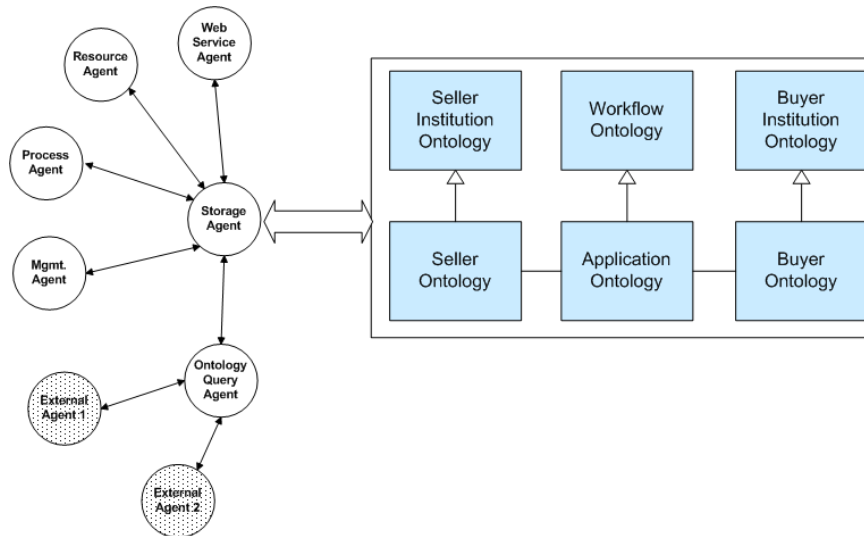 Web
Service
Agent
Resource
Agent
Process
Agent
Storage
Agent
Mgmt.
Agent
Ontology
Query
Agent
External
Agent 1
External
Agent 2
Seller
Institution
Ontology
Workflow
Ontology
Buyer
Institution
Ontology
Seller
Ontology
Application
Ontology
Buyer
Ontology